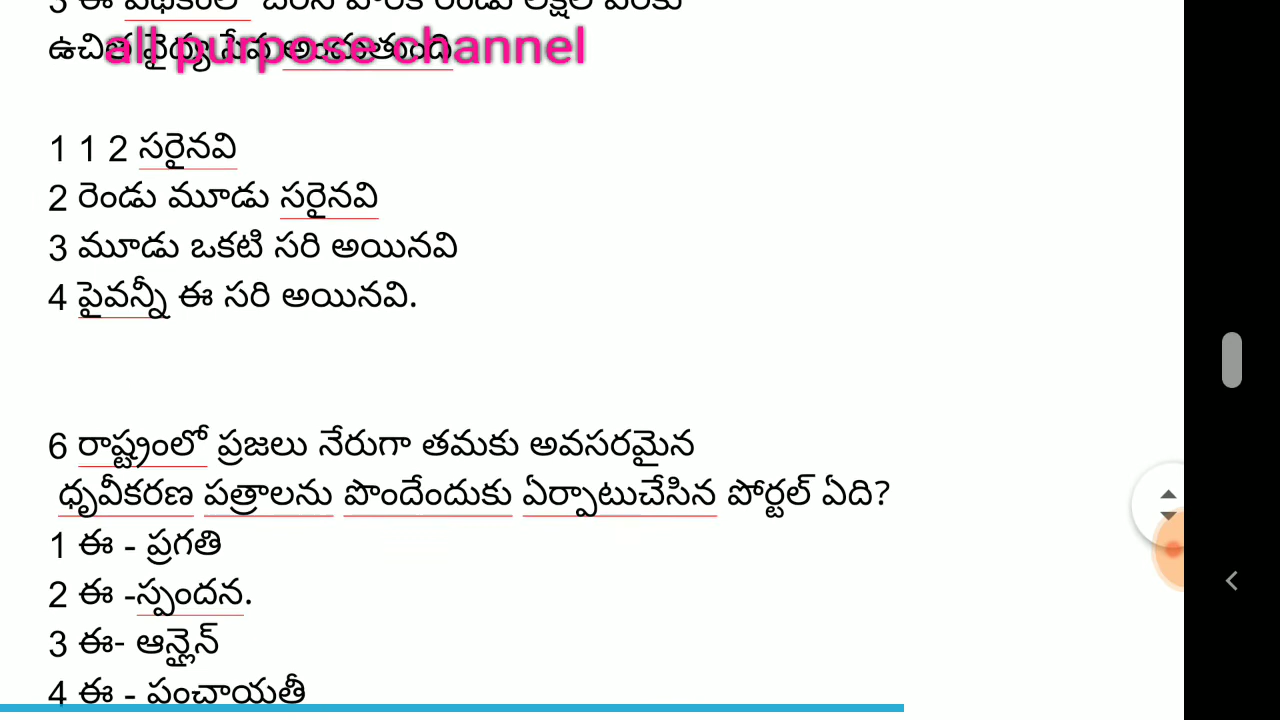 all purpose channel
1 1 2 సరైనవి
2 రెండు మూడు సరైనవి
3 మూడు ఒకటి సరి అయినవి
4 పైవన్నీ ఈ సరి అయినవి.
6 రాష్ట్రంలో ప్రజలు నేరుగా తమకు అవసరమైన
ధృవీకరణ పత్రాలను పొందేందుకు ఏర్పాటుచేసిన పోర్టల్ ఏది?
1 ఈ - ప్రగతి
2 ఈ -స్పందన.
3 ఈ- ఆన్లైన్
4 ఈ - పంచాయతీ